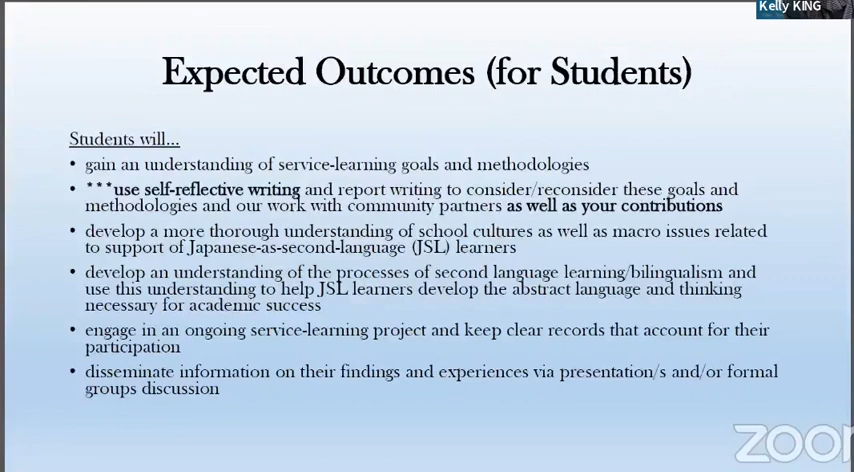 Kelly KING
Expected Outcomes (for Students)
Students will...
• gain an understanding of service-learning goals and methodologies
• ***use self-reflective writing and report writing to consider/reconsider these goals and
methodologies and our work with community partners as well as your contributions
• develop a more thorough understanding of school cultures as well as macro issues related
to support of Japanese-as-second-language (JSL) learners
• develop an understanding of the processes of second language learning/bilingualism and
use this understanding to help JSL learners develop the abstract language and thinking
necessary for academic success
• engage in an ongoing service-learning project and keep clear records that account for their
participation
• disseminate information on their findings and experiences via presentation/s and/or formal
groups discussion
zoom